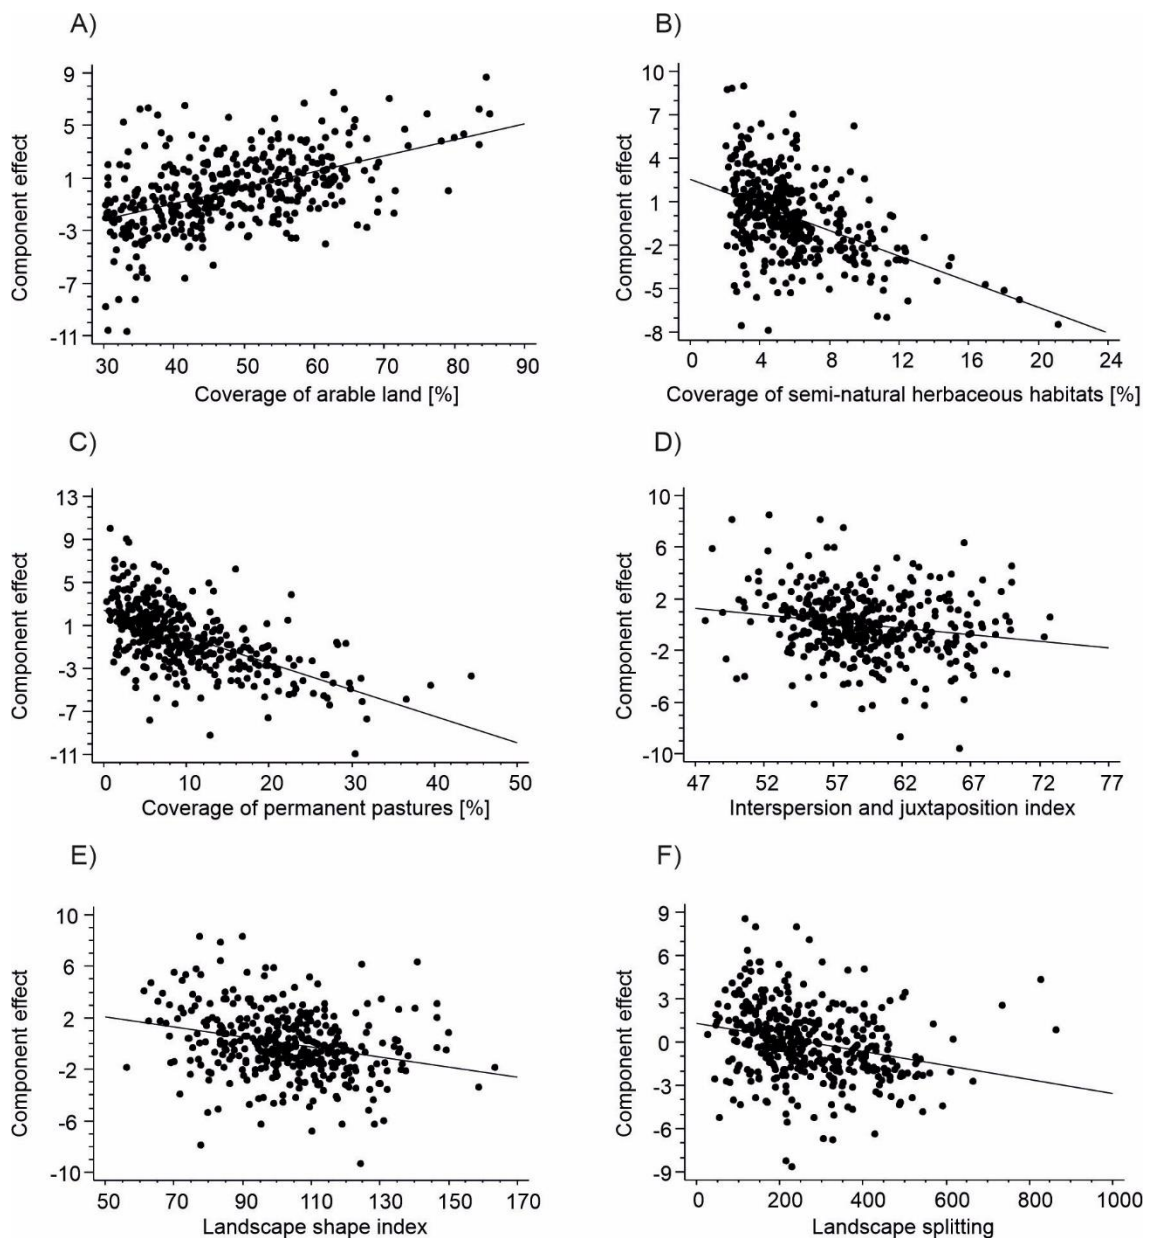 A)
B)
9
5
1
-3
-7
-11
Component effect
30 40 50 60 70 80 90
Coverage of arable land [%]
10
7
4
1
-2
-5
-8
Component effect
0 4 8 12 16 20 24
Coverage of semi-natural herbaceous habitats [%]
C)
D)
13
9
5
1
-3
-7
-11
Component effect
0 10 20 30 40 50
Coverage of permanent pastures [%]
10
6
2
-2
-6
-10
Component effect
47 52 57 62 67 72 77
Interspersion and juxtaposition index
E)
F)
10
6
2
-2
-6
-10
Component effect
50 70 90 110 130 150 170
Landscape shape index
9
6
3
0
-3
-6
-9
Component effect
0 200 400 600 800 1000
Landscape splitting